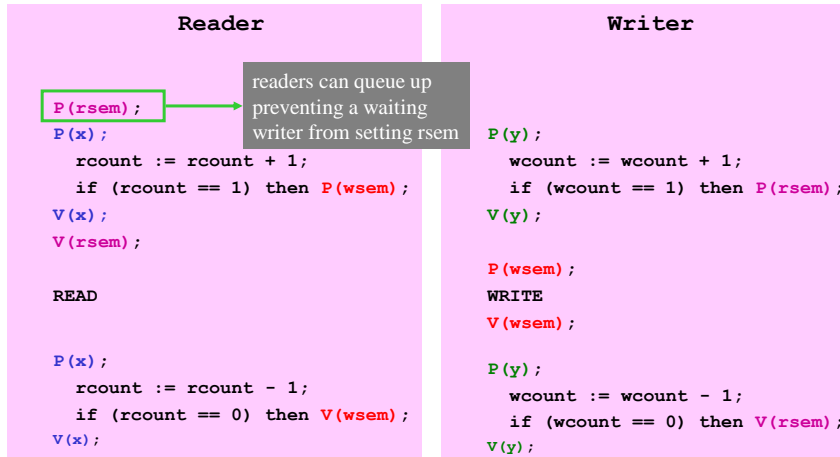 Reader
readers can queue up
preventing a waiting
writer from setting rsem
P(rsem);
P(x);
rcount := rcount + 1;
if (rcount == 1) then P(wsem);
V(x);
V(rsem);
READ
P(x);
rcount := rcount - 1;
if (rcount == 0) then V(wsem);
V(x);
Writer
P(y);
wcount := wcount + 1;
if (wcount == 1) then P(rsem);
V(y);
P(wsem);
WRITE
V(wsem);
P(y);
wcount := wcount - 1;
if (wcount == 0) then V(rsem);
V(y);